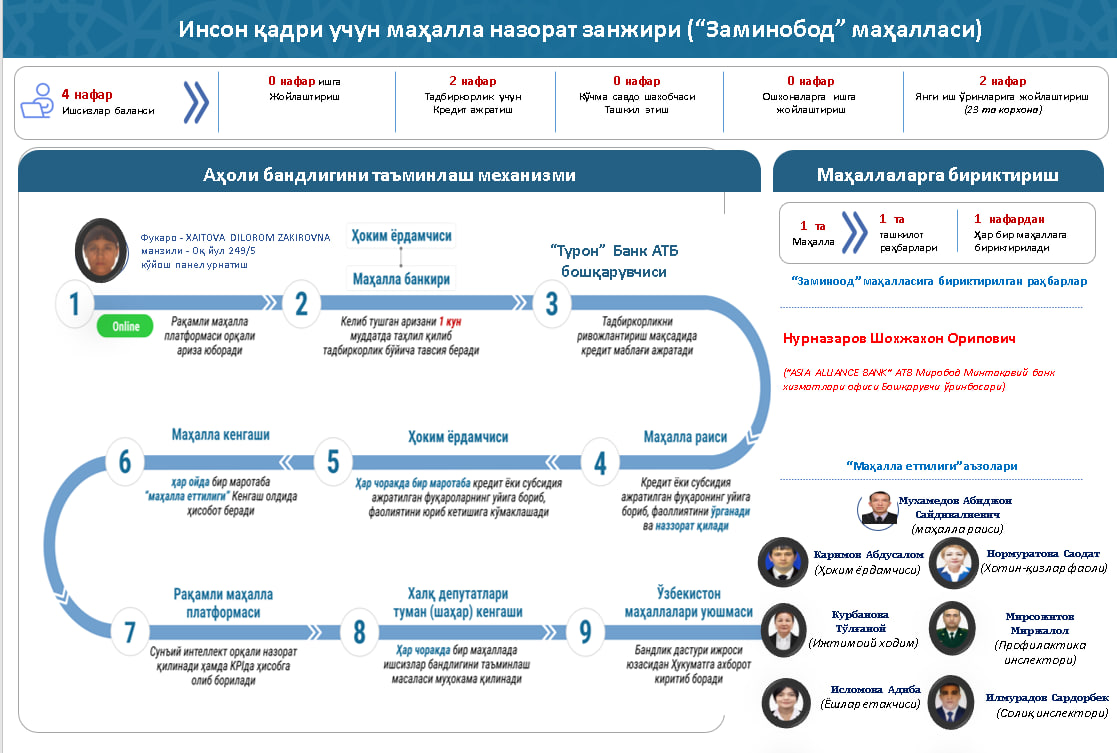 Инсон қадри учун маҳалла назорат занжири (“Заминобод” маҳалласи)
4 нафар
Ишсизлар баланси
0 нафар ишга
Жойлаштириш
2 нафар
Тадбиркорлик учун
Кредит ажратиш
0 нафар
Кўчма савдо шахобчаси
Ташкил этиш
0 нафар
Ошхоналарга ишга
жойлаштириш
2 нафар
Янги иш ўринларига жойлаштириш
(23 та корхона)
Аҳоли бандлигини таъминлаш механизми
Фукаро - XAITOVA DILOROM ZAKIROVNA
манзили - Оқ йул 249/5
кўйош панел урнатиш
Ҳоким ёрдамчиси
Маҳалла банкири
“Турон” Банк АТБ
бошқарувчиси
1
2
3
Online
Рақамли маҳалла
платформаси орқали
ариза юборади
Келиб тушган аризани 1 кун
муддатда таҳлил қилиб
тадбиркорлик бўйича тавсия беради
Тадбиркорликни
ривожлантириш мақсадида
кредит маблағи ажратади
Маҳалла кенгаши
Ҳоким ёрдамчиси
Маҳалла раиси
6
5
4
ҳар ойда бир маротаба
"маҳалла еттилиги" Кенгаш олдида
ҳисобот беради
Ҳар чоракда бир маротаба кредит ёки субсидия
ажратилган фуқароларнинг уйига бориб,
фаолиятини юриб кетишига кўмаклашади
Кредит ёки субсидия
ажратилган фуқаронинг уйига
бориб, фаоллиятини ўрганади
ва наззорат қилади
Рақамли маҳалла
платформаси
Халқ депутатлари
туман (шаҳар) кенгаши
Ўзбекистон
маҳаллалари уюшмаси
7
8
9
Сунъий интеллект орқали назорат
қилинади ҳамда KPIда ҳисобга
олиб борилади
Ҳар чоракда бир маҳаллада
ишсизлар бандлигини таъминлаш
масаласи муҳокама қилинади
Бандлик дастури ижроси
юзасидан Ҳукуматга ахборот
киритиб боради
Маҳаллаларга бириктириш
1 та
Маҳалла
1 та
ташкилот
раҳбарлари
1 нафардан
Ҳар бир маҳаллага
бириктирилади
“Заминоод” маҳалласига бириктирилган раҳбарлар
Нурназаров Шохжахон Орипович
(“ASIA ALLIANCE BANK” АТВ Миробод Минтақавий банк
хизматлари офиси Бошқарувчи ўринбосари)
“Маҳалла еттилиги”аъзолари
Мухамедов Абиджон
Сайдивалиевич
(маҳалла раиси)
Каримов Абдусалом
(Ҳоким ёрдамчиси)
Нормуратова Саодат
(Хотин-қизлар фаоли)
Курбанова
Тўлғаной
(Ижтимоий ходим)
Мирсожитов
Миржалол
(Профилактика
инспектори)
Исломова Адиба
(Ёшлар етакчиси)
Илмурадов Сардорбек
(Солиқ инспектори)